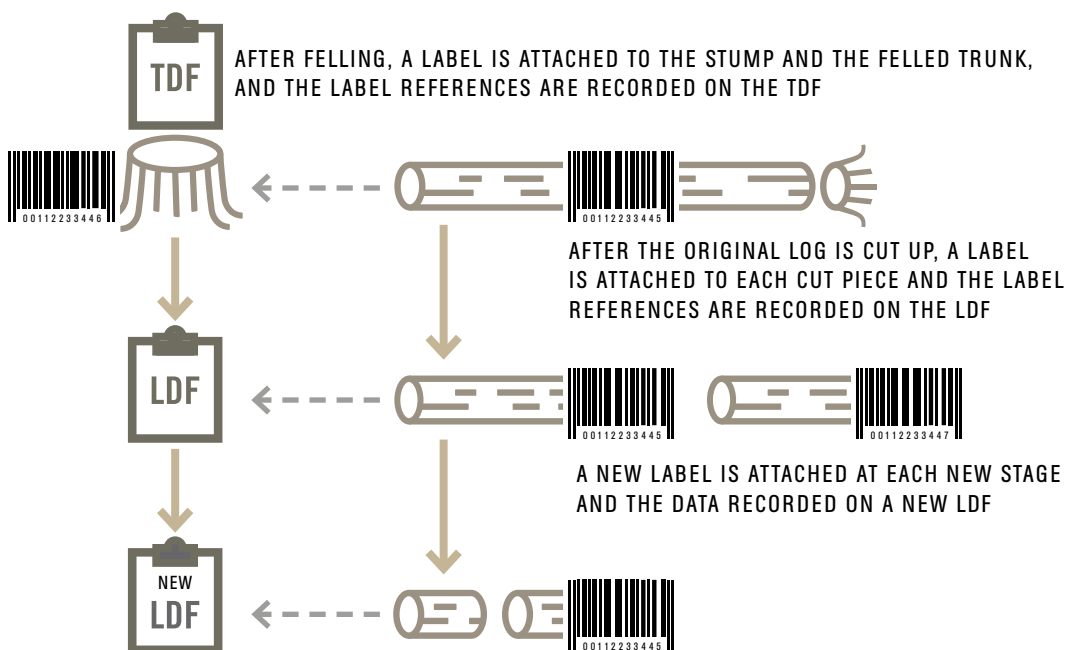 TDF
AFTER FELLING, A LABEL IS ATTACHED TO THE STUMP AND THE FELLED TRUNK,
AND THE LABEL REFERENCES ARE RECORDED ON THE TDF
00112233446
00112233445
AFTER THE ORIGINAL LOG IS CUT UP, A LABEL
IS ATTACHED TO EACH CUT PIECE AND THE LABEL
REFERENCES ARE RECORDED ON THE LDF
LDF
00112233445
00112233447
A NEW LABEL IS ATTACHED AT EACH NEW STAGE
AND THE DATA RECORDED ON A NEW LDF
NEW
LDF
00112233445